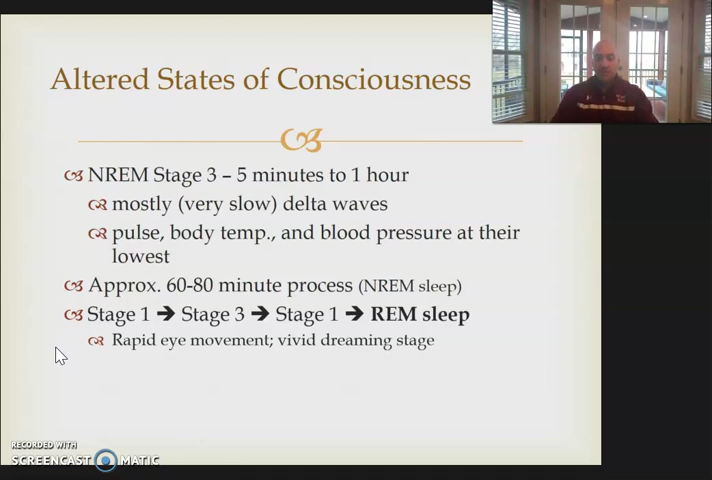 Altered States of Consciousness
NREM Stage 3 – 5 minutes to 1 hour
mostly (very slow) delta waves
pulse, body temp., and blood pressure at their
lowest
Approx. 60-80 minute process (NREM sleep)
Stage 1 ➔ Stage 3 ➔ Stage 1 ➔ REM sleep
Rapid eye movement; vivid dreaming stage
RECORDED WITH
SCREENCAST MATIC